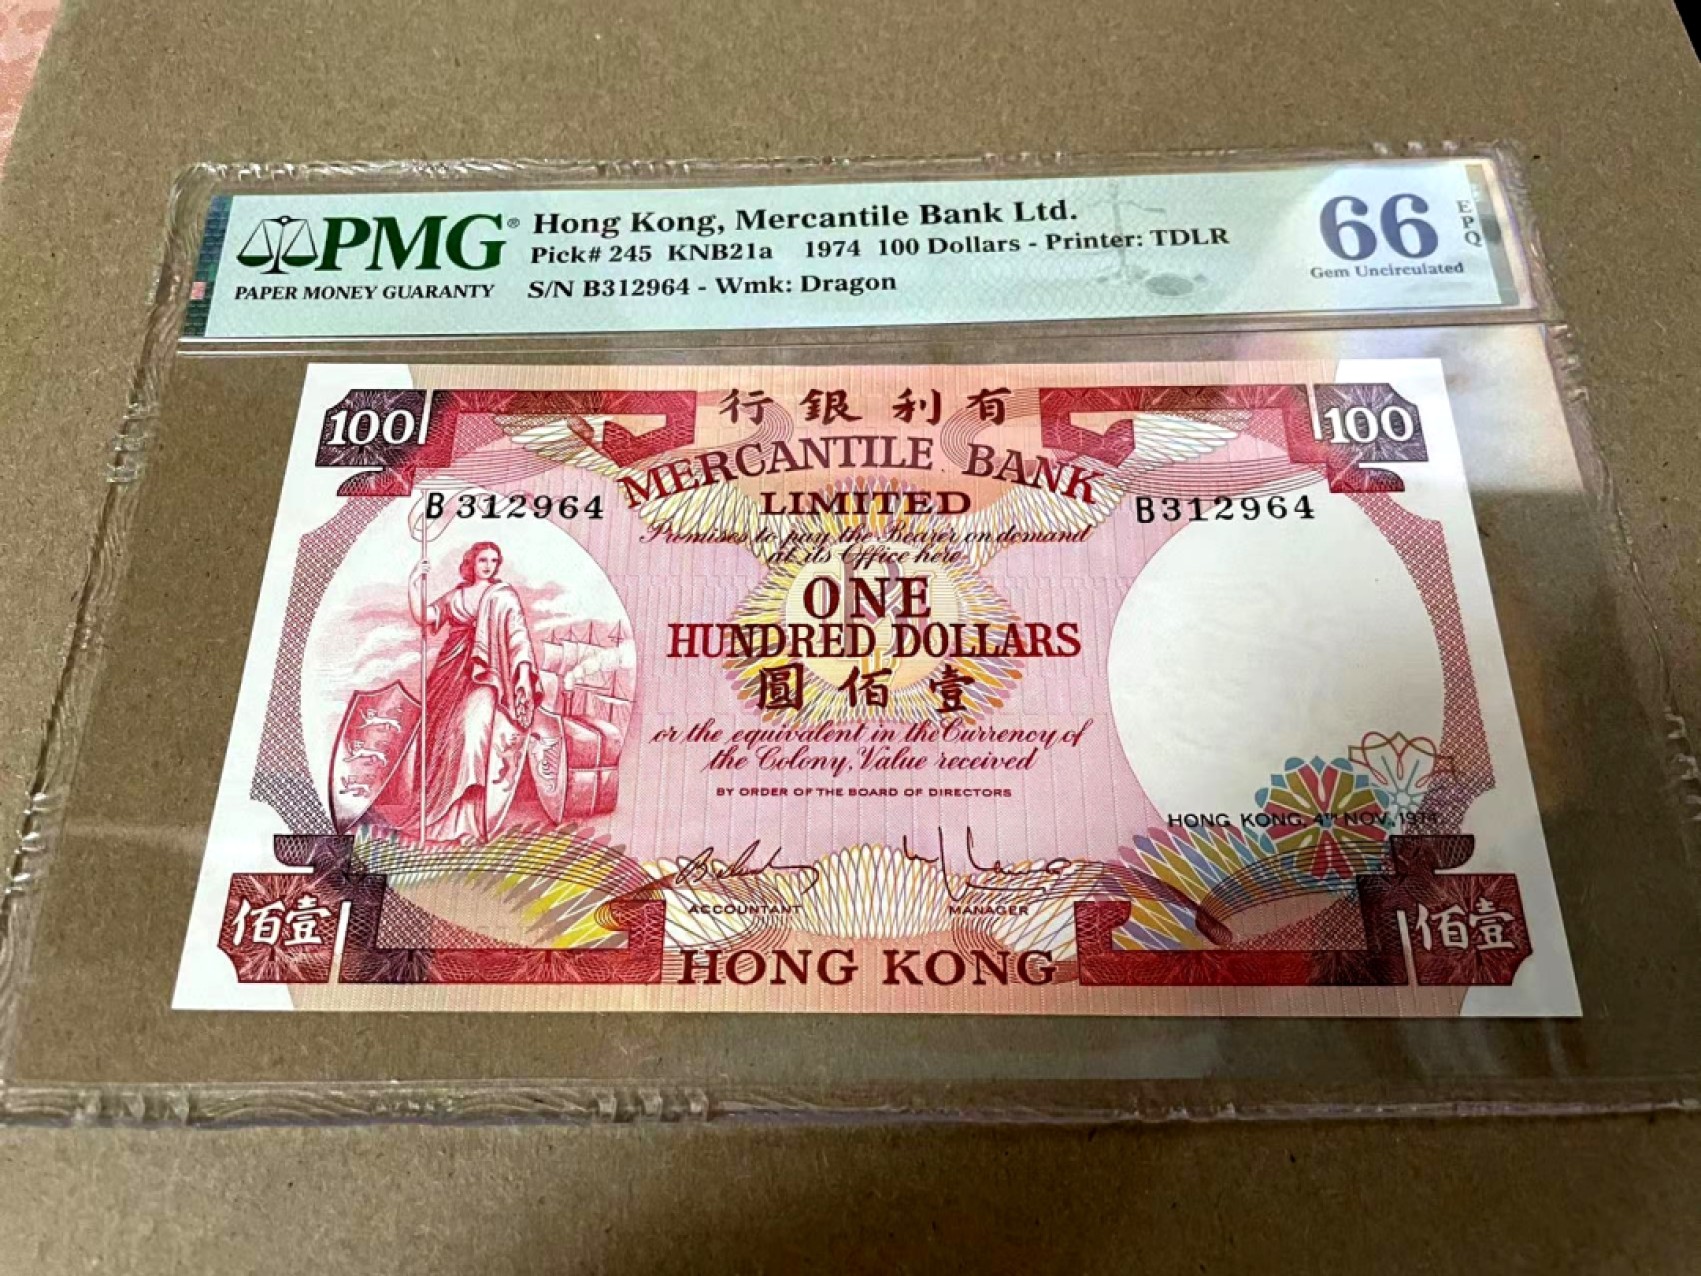 PMG®
PAPER MONEY GUARANTY
Hong Kong, Mercantile Bank Ltd.
Pick# 245 KNB21a 1974 100 Dollars - Printer: TDLR
S/N B312964 - Wmk: Dragon
66
EPQ
Gem Uncirculated
100
行銀利有
100
MERCANTILE BANK
LIMITED
B312964
B312964
Promises to pay the Bearer on demand
at its Office here
ONE
HUNDRED DOLLARS
圓佰壹
or the equivalent in the Currency of
the Colony, Value received
BY ORDER OF THE BOARD OF DIRECTORS
HONG KONG, 4TH NOV. 1974
ACCOUNTANT
MANAGER
佰壹
HONG KONG
佰壹